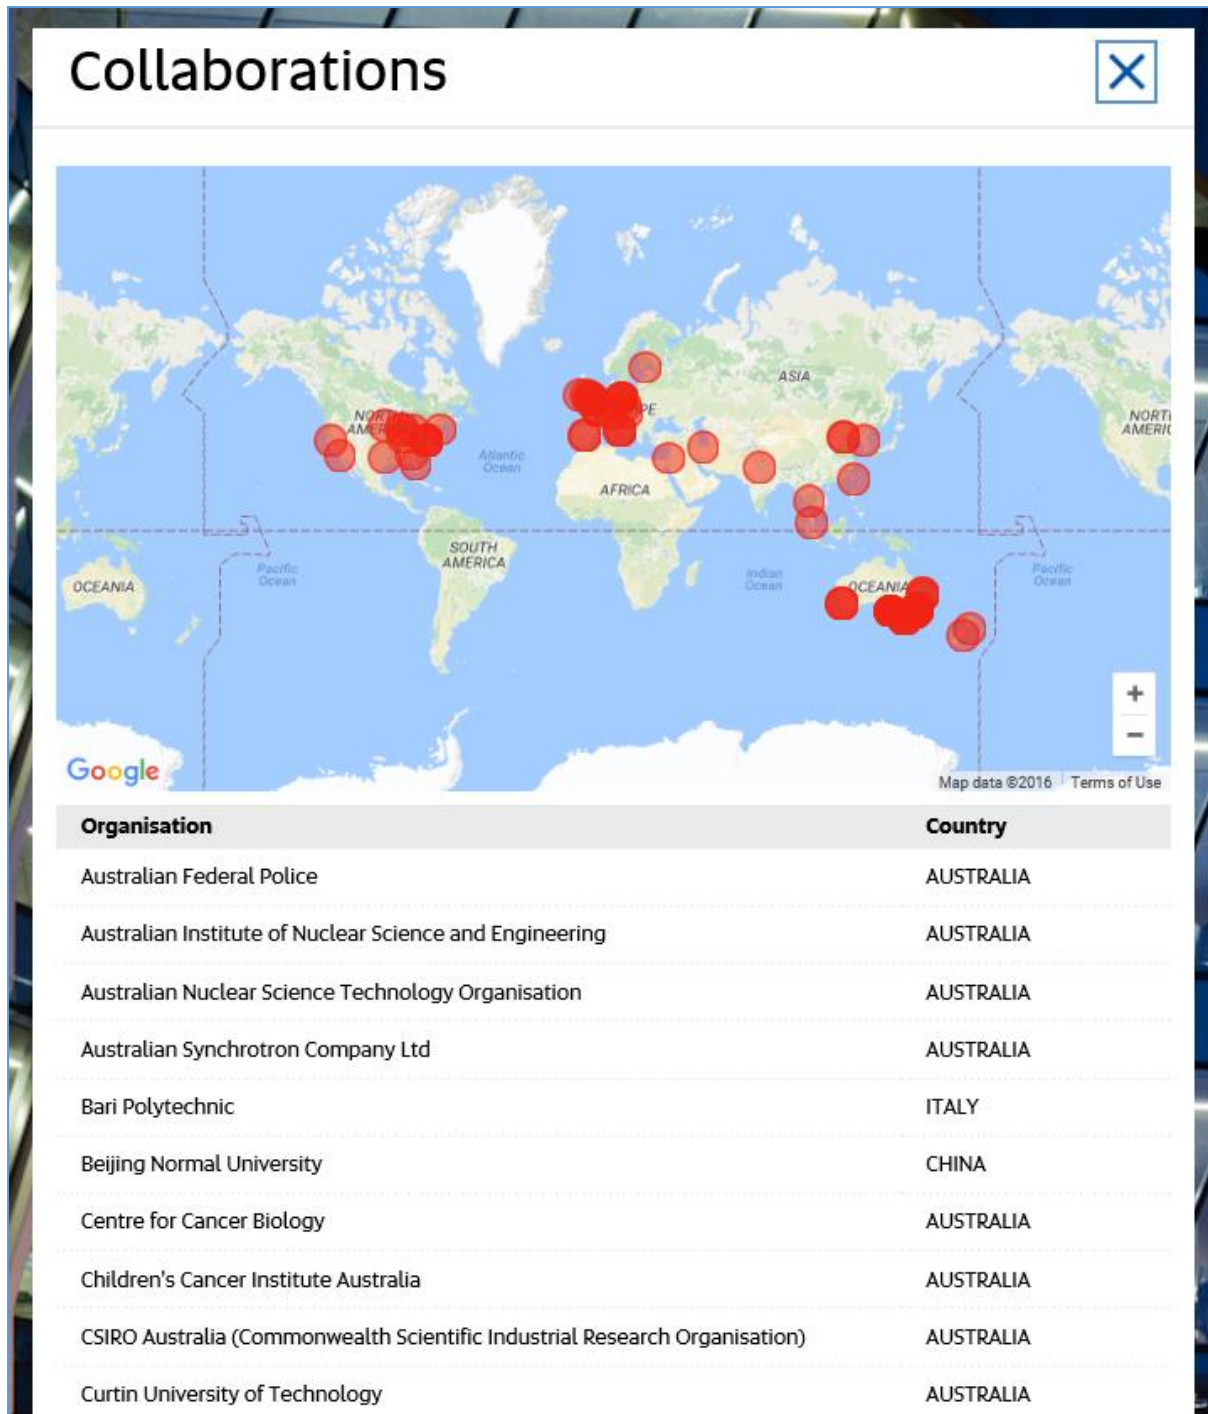 Collaborations
ASIA
NORTH AMERICA
Atlantic
Ocean
AFRICA
SOUTH
AMERICA
OCEANIA
Pacific
Ocean
Indian
Ocean
OCEANIA
Pacific
Ocean
+
−
Google
Map data ©2016 Terms of Use
Organisation Country
Australian Federal Police AUSTRALIA
Australian Institute of Nuclear Science and Engineering AUSTRALIA
Australian Nuclear Science Technology Organisation AUSTRALIA
Australian Synchrotron Company Ltd AUSTRALIA
Bari Polytechnic ITALY
Beijing Normal University CHINA
Centre for Cancer Biology AUSTRALIA
Children's Cancer Institute Australia AUSTRALIA
CSIRO Australia (Commonwealth Scientific Industrial Research Organisation) AUSTRALIA
Curtin University of Technology AUSTRALIA